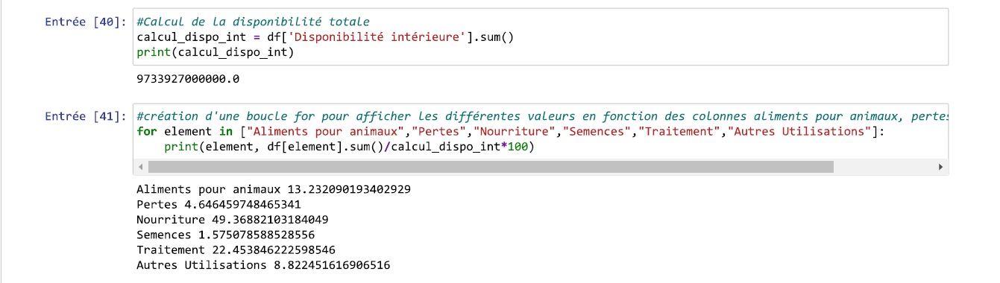 Entrée [40]: #Calcul de la disponibilité totale
calcul_dispo_int = df['Disponibilité intérieure'].sum()
print(calcul_dispo_int)
9733927000000.0
Entrée [41]: #création d'une boucle for pour afficher les différentes valeurs en fonction des colonnes aliments pour animaux, pertes
for element in ["Aliments pour animaux","Pertes","Nourriture","Semences","Traitement","Autres Utilisations"]:
    print(element, df[element].sum()/calcul_dispo_int*100)
Aliments pour animaux 13.232090193402929
Pertes 4.646459748465341
Nourriture 49.36882103184049
Semences 1.575078588528556
Traitement 22.453846222598546
Autres Utilisations 8.822451616906516